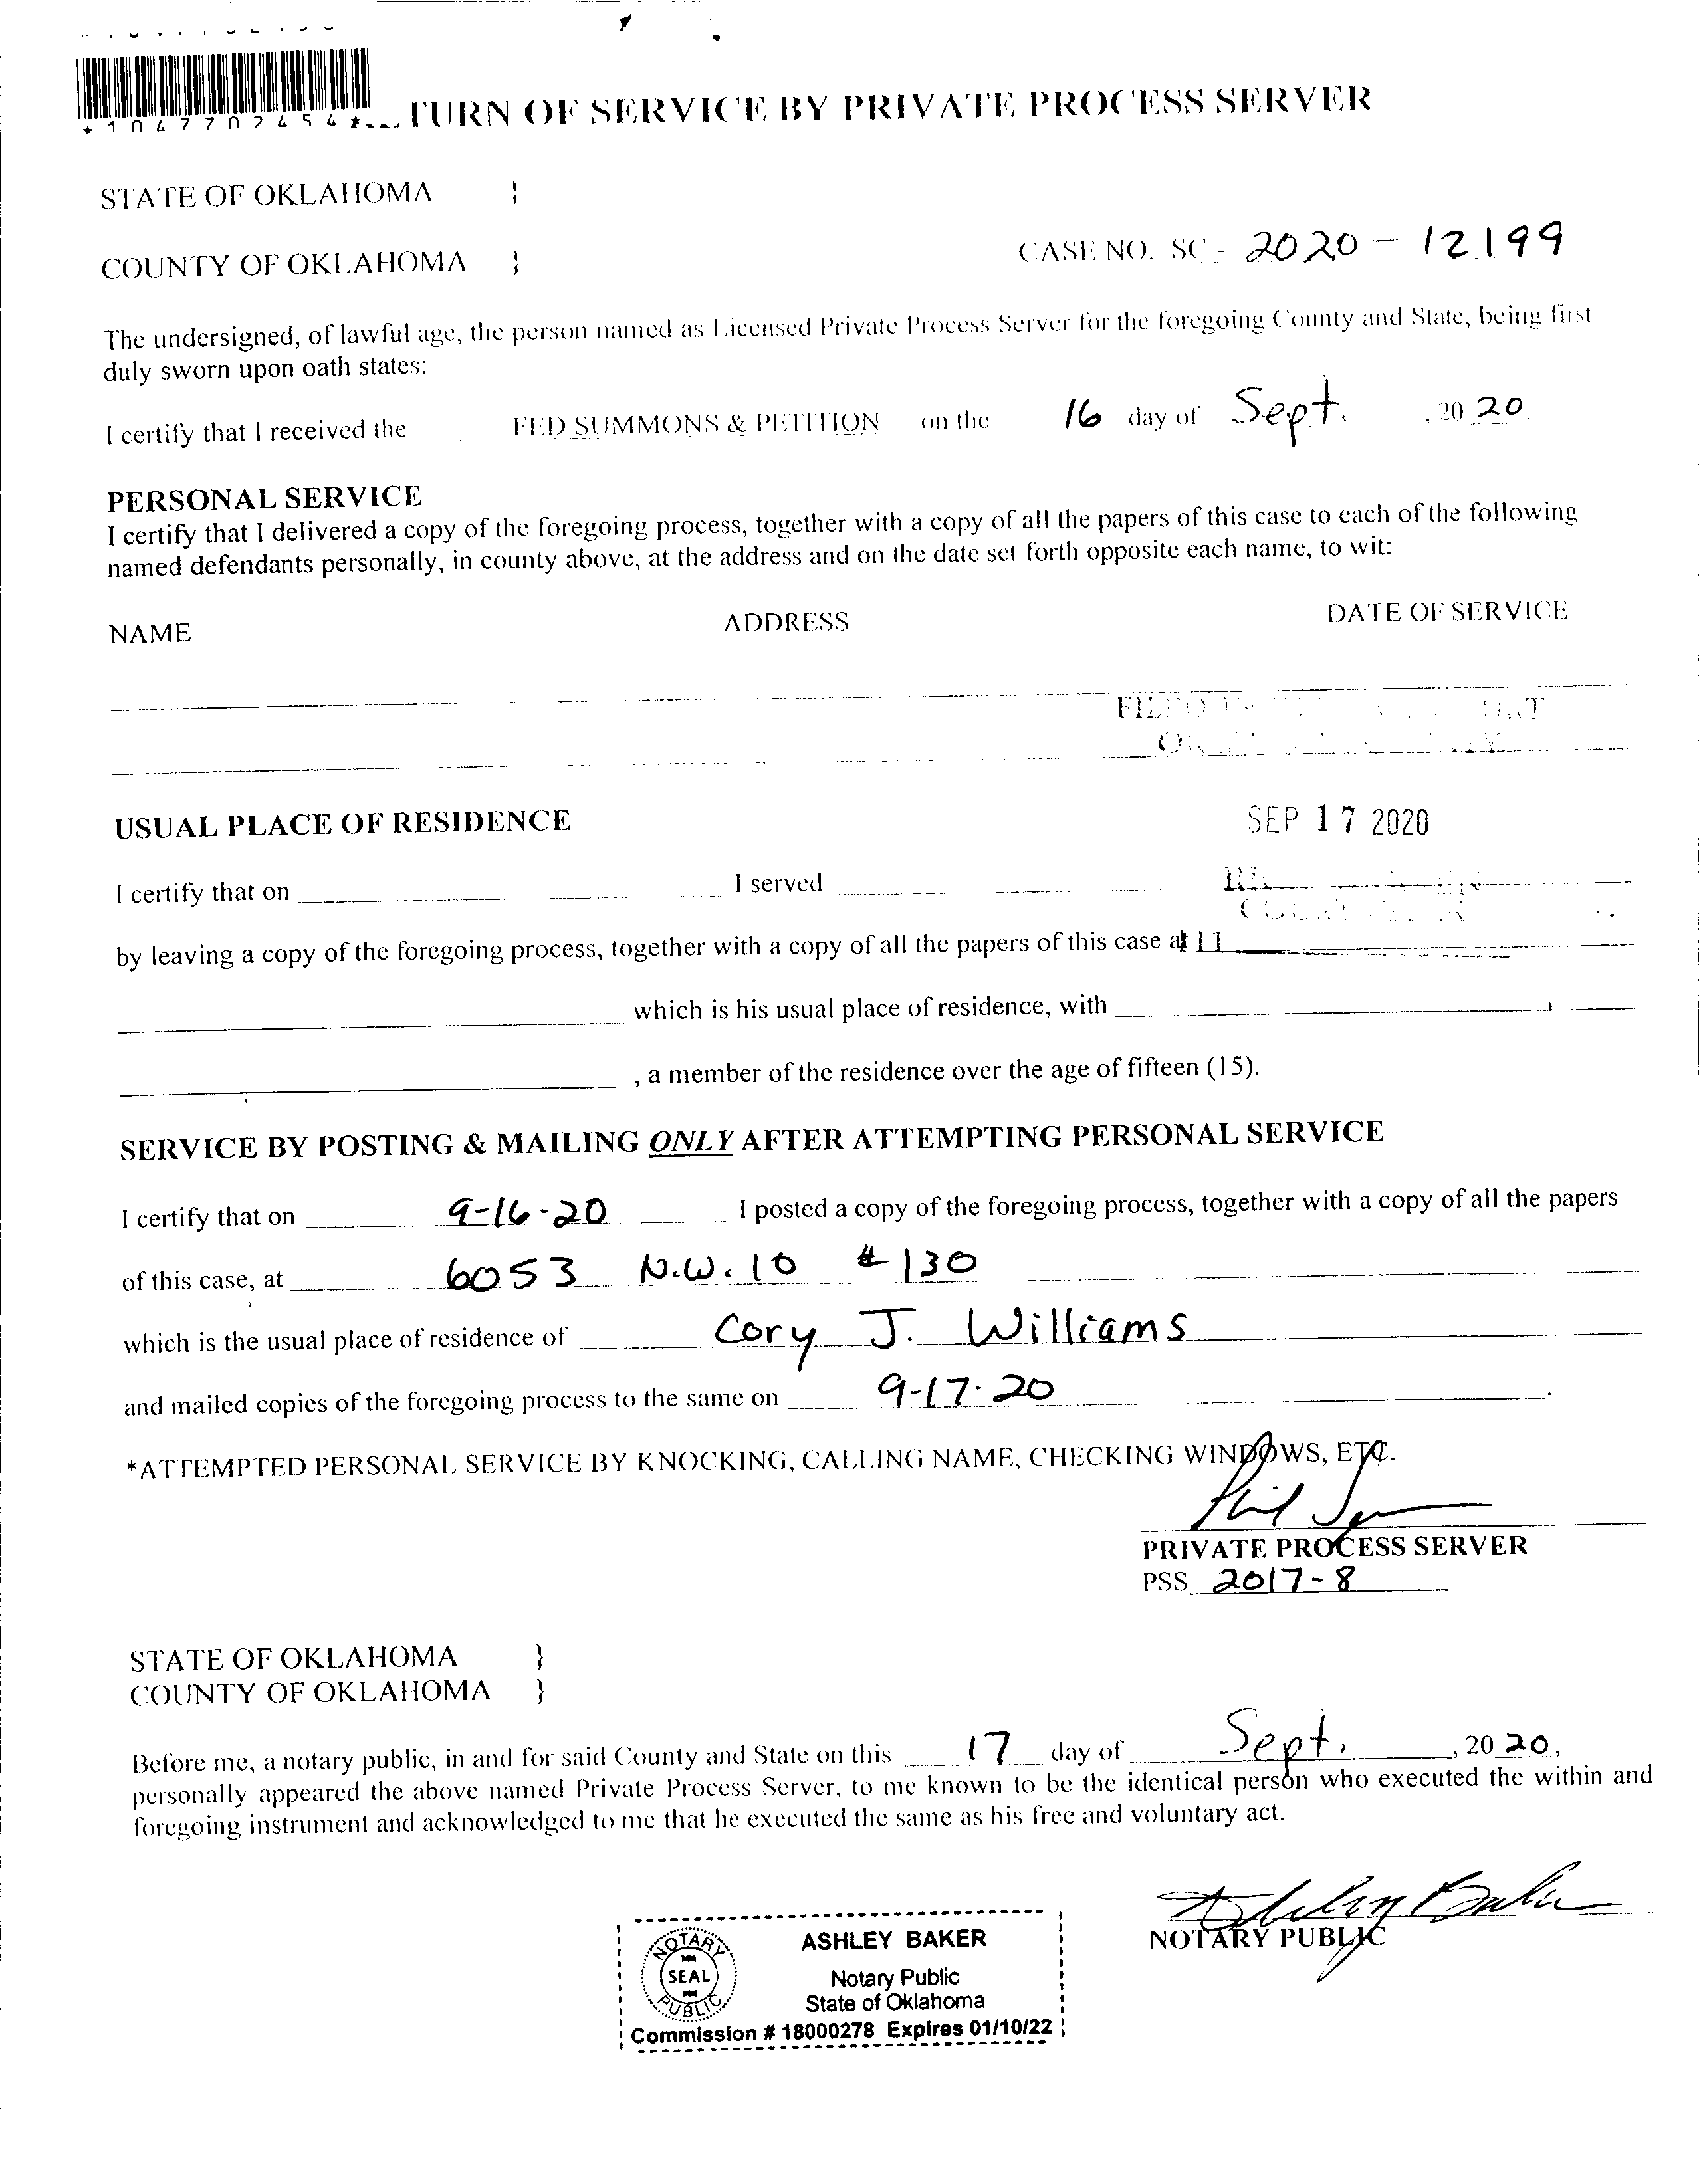 TURN OF SERVICE BY PRIVATE PROCESS SERVER
STATE OF OKLAHOMA }
COUNTY OF OKLAHOMA } CASE NO. SC - 2020 - 12199
The undersigned, of lawful age, the person named as Licensed Private Process Server for the foregoing County and State, being first
duly sworn upon oath states:
I certify that I received the FED SUMMONS & PETITION on the 16 day of Sept. , 20 20.
PERSONAL SERVICE
I certify that I delivered a copy of the foregoing process, together with a copy of all the papers of this case to each of the following
named defendants personally, in county above, at the address and on the date set forth opposite each name, to wit:
NAME ADDRESS DATE OF SERVICE
USUAL PLACE OF RESIDENCE SEP 17 2020
I certify that on I served
by leaving a copy of the foregoing process, together with a copy of all the papers of this case at
which is his usual place of residence, with
, a member of the residence over the age of fifteen (15).
SERVICE BY POSTING & MAILING ONLY AFTER ATTEMPTING PERSONAL SERVICE
I certify that on 9-16-20 I posted a copy of the foregoing process, together with a copy of all the papers
of this case, at 6053 N.W. 10 # 130
which is the usual place of residence of Cory J. Williams
and mailed copies of the foregoing process to the same on 9-17-20.
*ATTEMPTED PERSONAL SERVICE BY KNOCKING, CALLING NAME, CHECKING WINDOWS, ETC.
PRIVATE PROCESS SERVER
PSS 2017-8
STATE OF OKLAHOMA }
COUNTY OF OKLAHOMA }
Before me, a notary public, in and for said County and State on this 17 day of Sept. , 20 20,
personally appeared the above named Private Process Server, to me known to be the identical person who executed the within and
foregoing instrument and acknowledged to me that he executed the same as his free and voluntary act.
Ashley Baker
NOTARY PUBLIC
NOTARY PUBLIC SEAL
ASHLEY BAKER
Notary Public
State of Oklahoma
Commission # 18000278 Expires 01/10/22